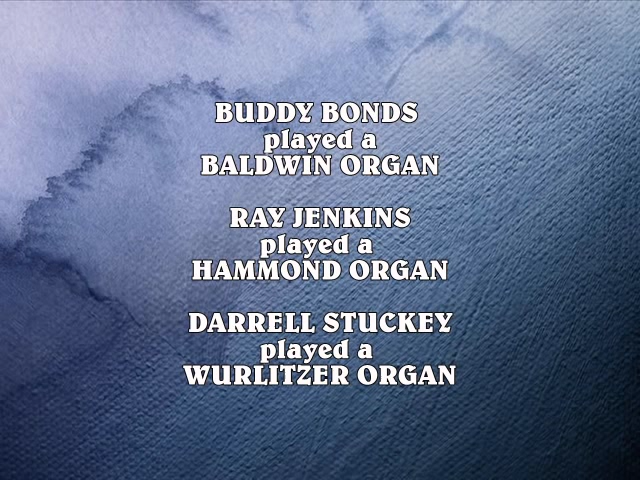 BUDDY BONDS
played a
BALDWIN ORGAN
RAY JENKINS
played a
HAMMOND ORGAN
DARRELL STUCKEY
played a
WURLITZER ORGAN